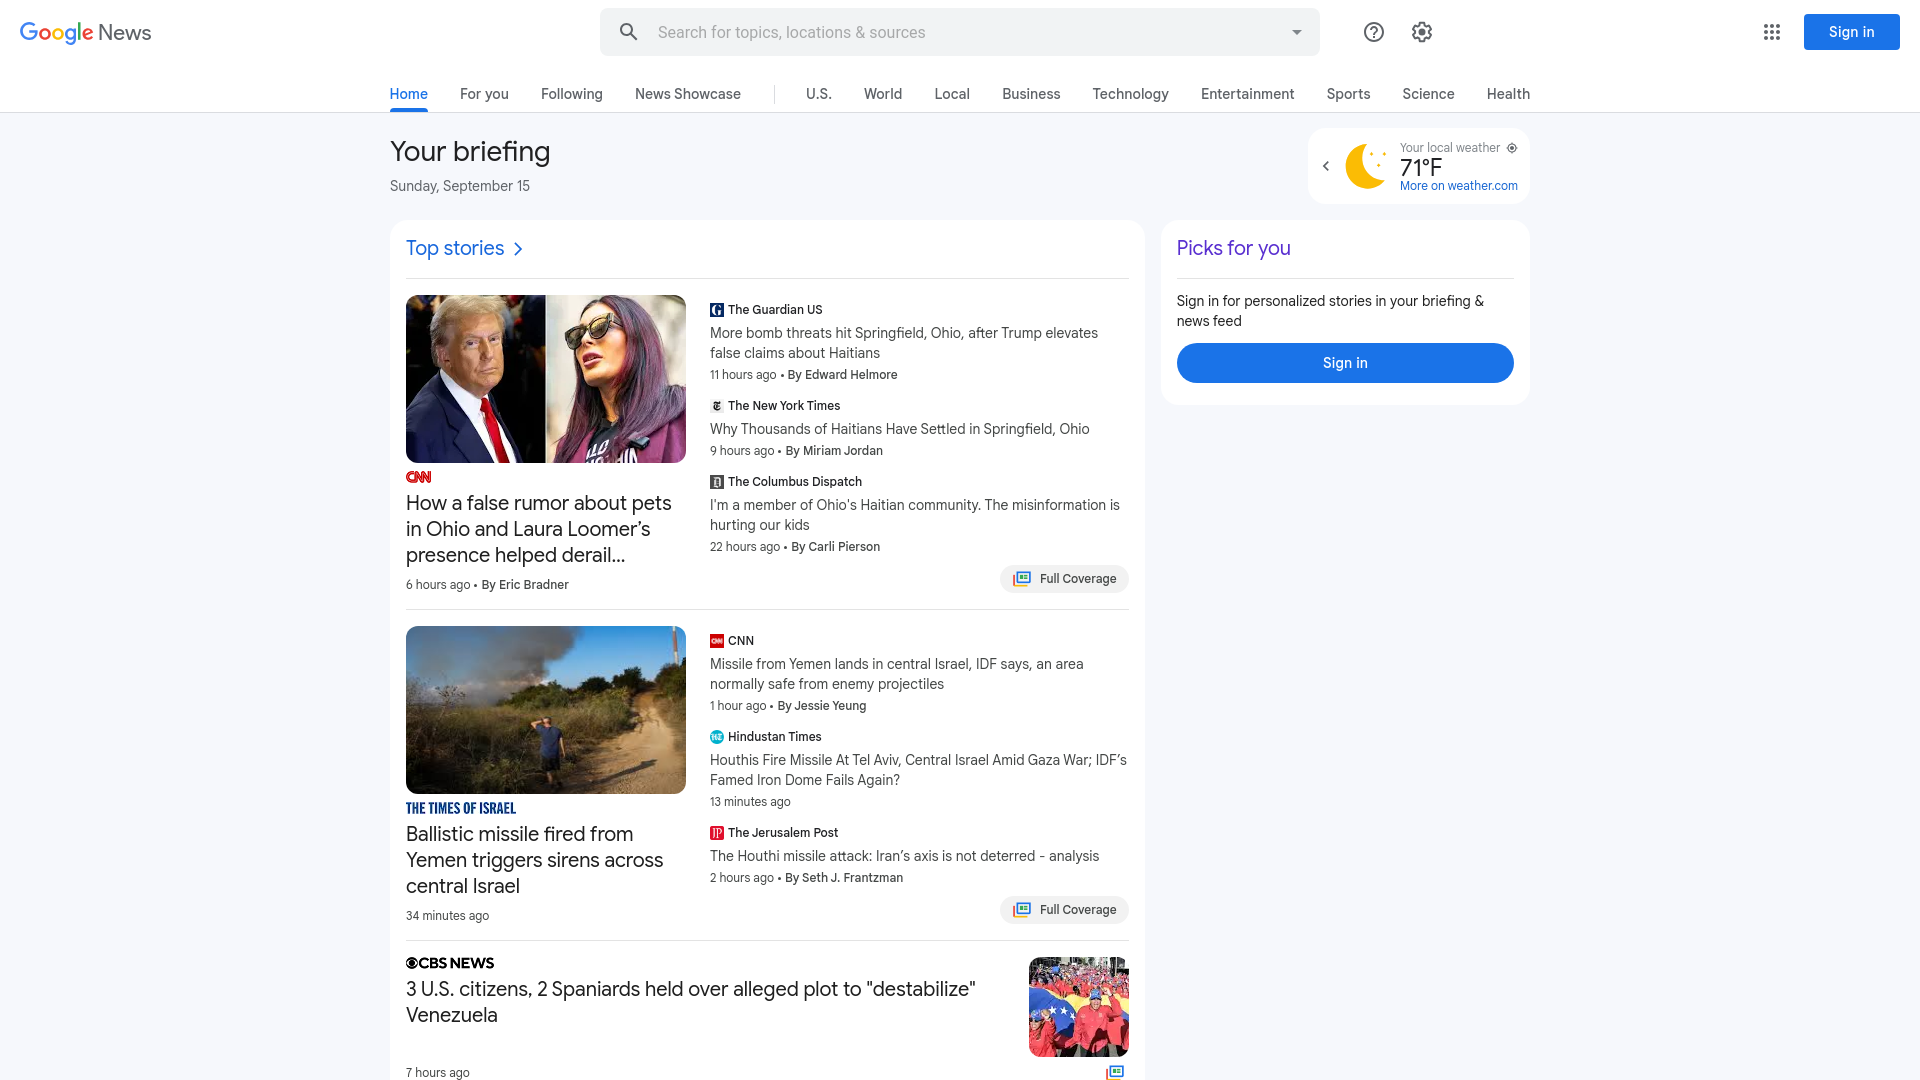 Google News
Search for topics, locations & sources
Sign in
Home
For you
Following
News Showcase
U.S.
World
Local
Business
Technology
Entertainment
Sports
Science
Health
Your briefing
Sunday, September 15
Your local weather
71°F
More on weather.com
Top stories
CNN
How a false rumor about pets
in Ohio and Laura Loomer’s
presence helped derail...
6 hours ago • By Eric Bradner
The Guardian US
More bomb threats hit Springfield, Ohio, after Trump elevates
false claims about Haitians
11 hours ago • By Edward Helmore
The New York Times
Why Thousands of Haitians Have Settled in Springfield, Ohio
9 hours ago • By Miriam Jordan
The Columbus Dispatch
I'm a member of Ohio's Haitian community. The misinformation is
hurting our kids
22 hours ago • By Carli Pierson
Full Coverage
THE TIMES OF ISRAEL
Ballistic missile fired from
Yemen triggers sirens across
central Israel
34 minutes ago
CNN
Missile from Yemen lands in central Israel, IDF says, an area
normally safe from enemy projectiles
1 hour ago • By Jessie Yeung
Hindustan Times
Houthis Fire Missile At Tel Aviv, Central Israel Amid Gaza War; IDF’s
Famed Iron Dome Fails Again?
13 minutes ago
The Jerusalem Post
The Houthi missile attack: Iran’s axis is not deterred - analysis
2 hours ago • By Seth J. Frantzman
Full Coverage
CBS NEWS
3 U.S. citizens, 2 Spaniards held over alleged plot to "destabilize"
Venezuela
7 hours ago
Picks for you
Sign in for personalized stories in your briefing &
news feed
Sign in